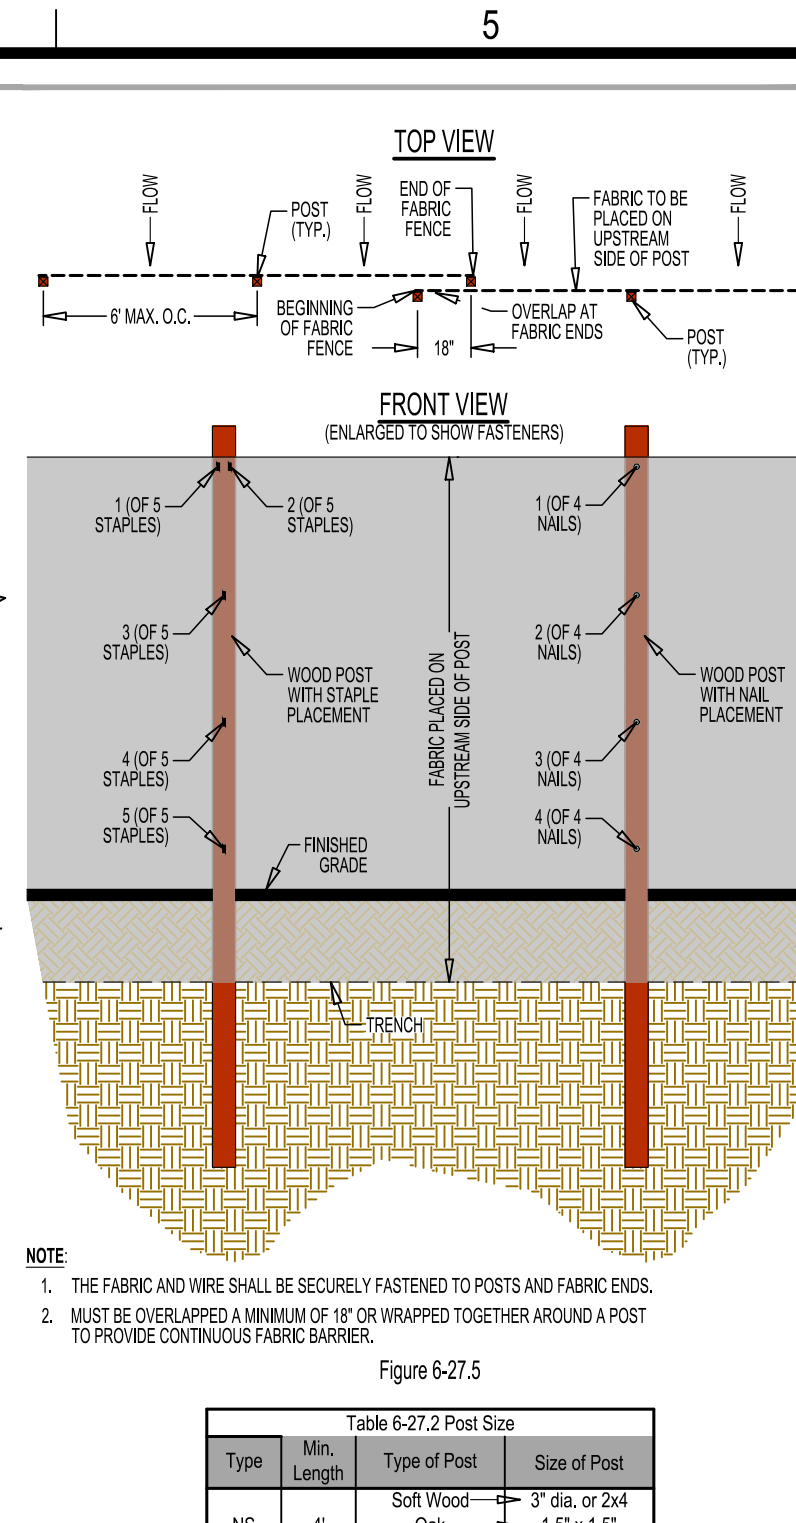 5
TOP VIEW
FLOW
POST
(TYP.)
FLOW
END OF
FABRIC
FENCE
FLOW
FABRIC TO BE
PLACED ON
UPSTREAM
SIDE OF POST
FLOW
6' MAX. O.C.
BEGINNING
OF FABRIC
FENCE
18"
OVERLAP AT
FABRIC ENDS
POST
(TYP.)
FRONT VIEW
(ENLARGED TO SHOW FASTENERS)
1 (OF 5
STAPLES)
2 (OF 5
STAPLES)
1 (OF 4
NAILS)
3 (OF 5
STAPLES)
2 (OF 4
NAILS)
WOOD POST
WITH STAPLE
PLACEMENT
FABRIC PLACED ON
UPSTREAM SIDE OF POST
WOOD POST
WITH NAIL
PLACEMENT
4 (OF 5
STAPLES)
3 (OF 4
NAILS)
5 (OF 5
STAPLES)
4 (OF 4
NAILS)
FINISHED
GRADE
TRENCH
NOTE:
1. THE FABRIC AND WIRE SHALL BE SECURELY FASTENED TO POSTS AND FABRIC ENDS.
2. MUST BE OVERLAPPED A MINIMUM OF 18" OR WRAPPED TOGETHER AROUND A POST
TO PROVIDE CONTINUOUS FABRIC BARRIER.
Figure 6-27.5
Table 6-27.2 Post Size
Type Min. Length Type of Post Size of Post
Soft Wood 3" dia. or 2x4
NS 4' Oak 1.5" x 1.5"